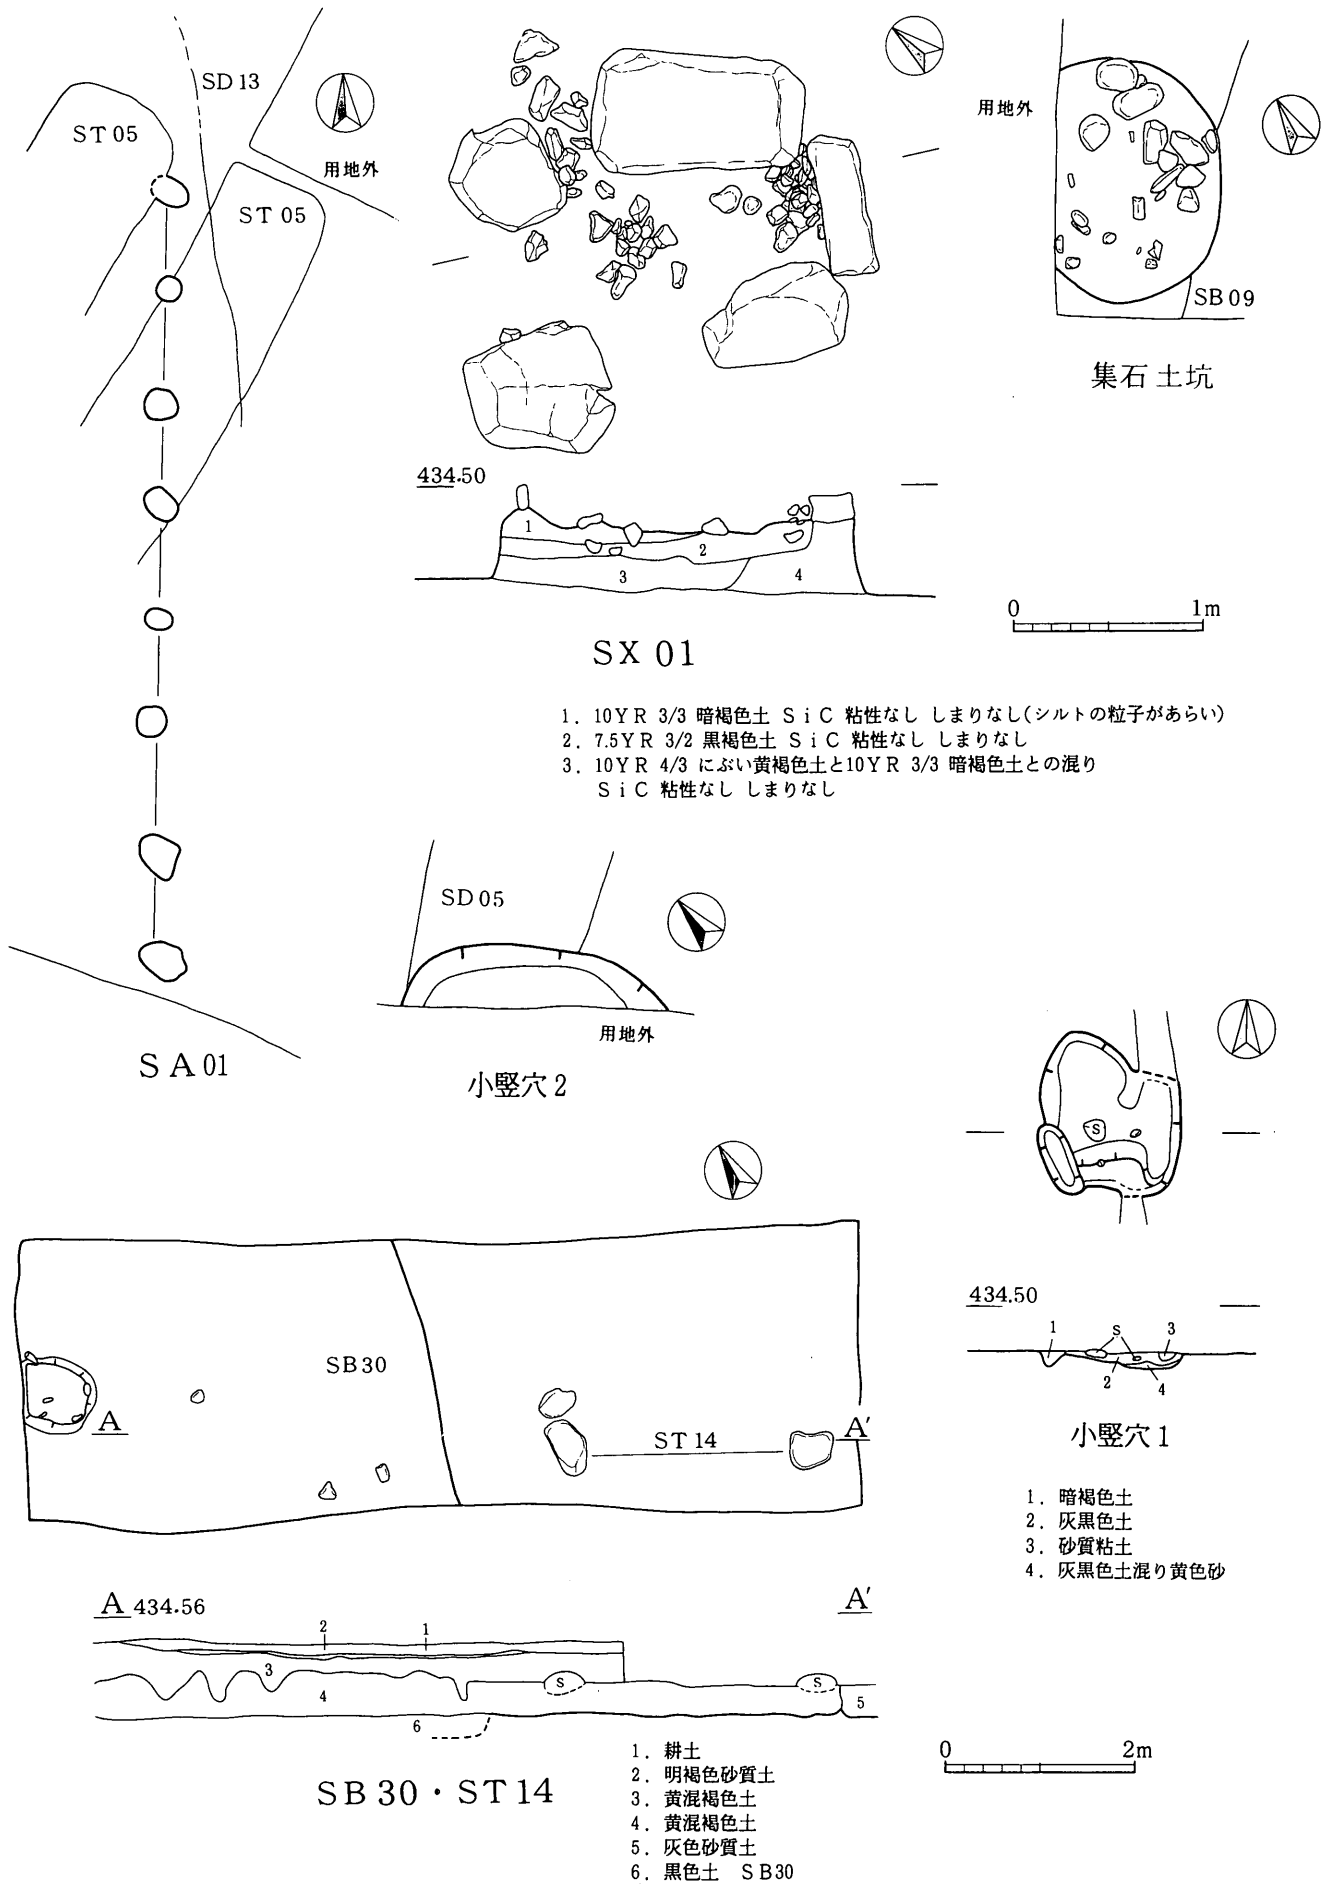 SD 13
ST 05
用地外
ST 05
SA 01
434.50
1
2
3
4
SX 01
1. 10YR 3/3 暗褐色土 SiC 粘性なし しまりなし(シルトの粒子があらい)
2. 7.5YR 3/2 黒褐色土 SiC 粘性なし しまりなし
3. 10YR 4/3 にぶい黄褐色土と10YR 3/3 暗褐色土との混り
SiC 粘性なし しまりなし
用地外
SB 09
集石土坑
0 1m
SD 05
用地外
小竪穴 2
S
434.50
1 S 3
2 4
小竪穴 1
1. 暗褐色土
2. 灰黒色土
3. 砂質粘土
4. 灰黒色土混り黄色砂
SB 30
A
ST 14
A′
A 434.56
A′
2 1
3
4
S
S
5
6
SB 30・ST 14
1. 耕土
2. 明褐色砂質土
3. 黄混褐色土
4. 黄混褐色土
5. 灰色砂質土
6. 黒色土 SB30
0 2m